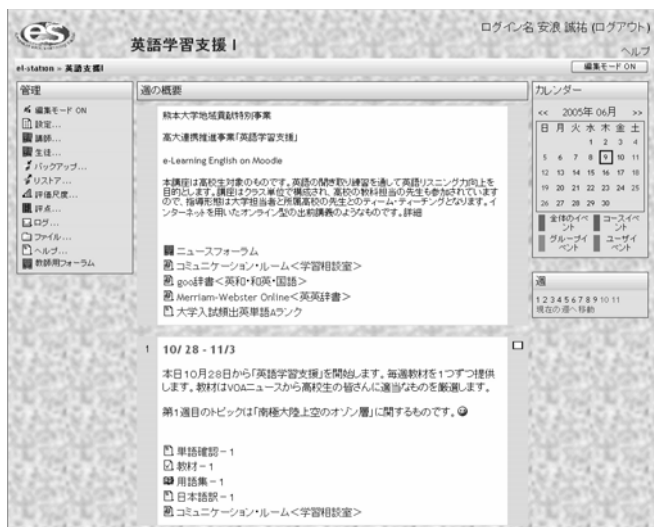 es
英語学習支援 I
ログイン名 安浪 誠祐 (ログアウト)
ヘルプ
el-station » 英語支援I
編集モード ON
管理
編集モード ON
設定...
講師...
生徒...
バックアップ...
リストア...
評価尺度...
評点...
ログ...
ファイル...
ヘルプ...
教師用フォーラム
週の概要
熊本大学地域貢献特別事業
高大連携推進事業「英語学習支援」
e-Learning English on Moodle
本講座は高校生対象のものです。英語の聞き取り練習を通して英語リスニング力向上を
目的とします。講座はクラス単位で構成され、高校の教科担当の先生も参加されています
ので、指導形態は大学担当者と所属高校の先生とのティーム・ティーチングとなります。イ
ンターネットを用いたオンライン型の出前講義のようなものです。詳細
ニュースフォーラム
コミュニケーション・ルーム<学習相談室>
goo辞書<英和・和英・国語>
Merriam-Webster Online<英英辞書>
大学入試頻出英単語Aランク
1
10/ 28 - 11/3
本日10月28日から「英語学習支援」を開始します。毎週教材を1つずつ提供
します。教材はVOAニュースから高校生の皆さんに適当なものを厳選します。
第1週目のトピックは「南極大陸上空のオゾン層」に関するものです。
単語確認－1
教材－1
用語集－1
日本語訳－1
コミュニケーション・ルーム<学習相談室>
カレンダー
<< 2005年 06月 >>
日 月 火 水 木 金 土
1 2 3 4
5 6 7 8 9 10 11
12 13 14 15 16 17 18
19 20 21 22 23 24 25
26 27 28 29 30
全体のイベント コースイベント
グループイベント ユーザイベント
週
1 2 3 4 5 6 7 8 9 10 11
現在の週へ移動